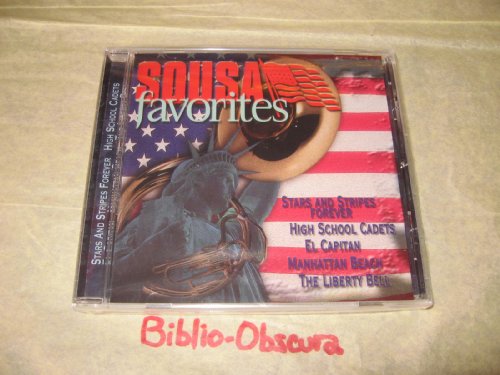 SOUSA
favorites
STARS AND STRIPES
FOREVER
HIGH SCHOOL CADETS
EL CAPITAN
MANHATTAN BEACH
THE LIBERTY BELL
STARS AND STRIPES FOREVER HIGH SCHOOL CADETS
Biblio-Obscura